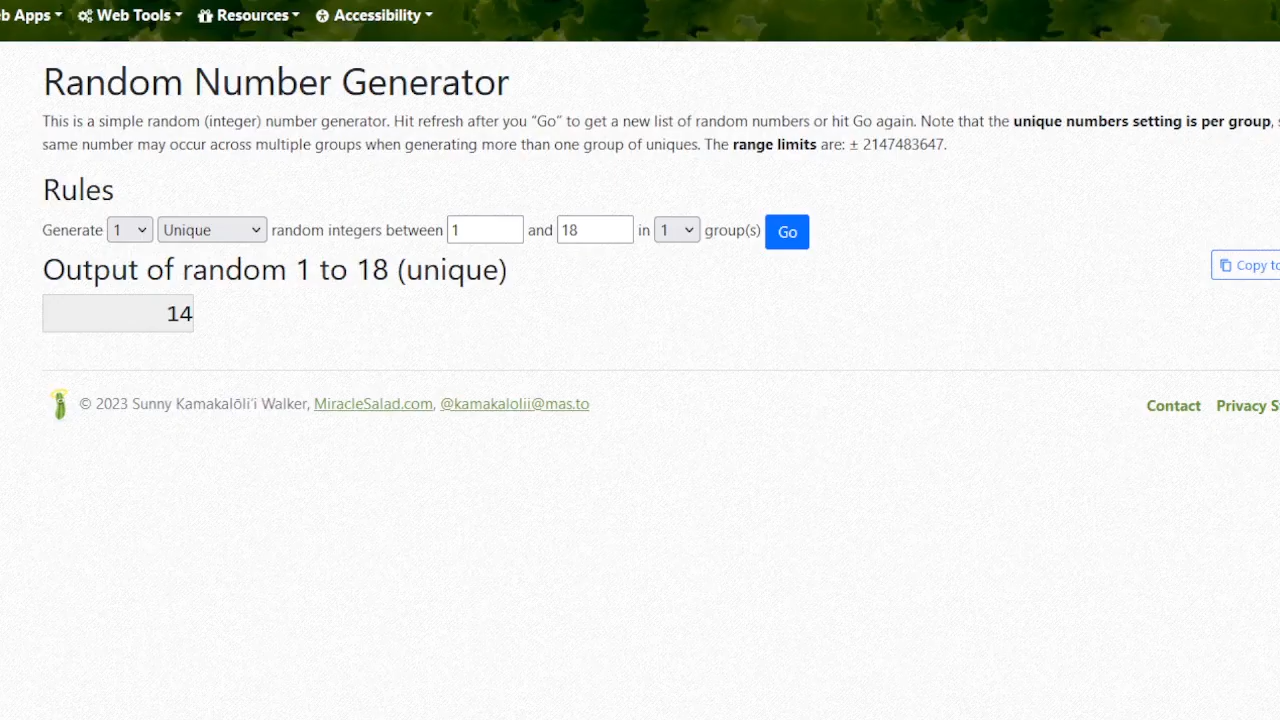 b Apps Web Tools Resources Accessibility
Random Number Generator
This is a simple random (integer) number generator. Hit refresh after you “Go” to get a new list of random numbers or hit Go again. Note that the unique numbers setting is per group,
same number may occur across multiple groups when generating more than one group of uniques. The range limits are: ± 2147483647.
Rules
Generate 1 Unique random integers between 1 and 18 in 1 group(s) Go
Output of random 1 to 18 (unique)
Copy to
14
© 2023 Sunny Kamakalōliʻi Walker, MiracleSalad.com, @kamakalolii@mas.to
Contact Privacy S